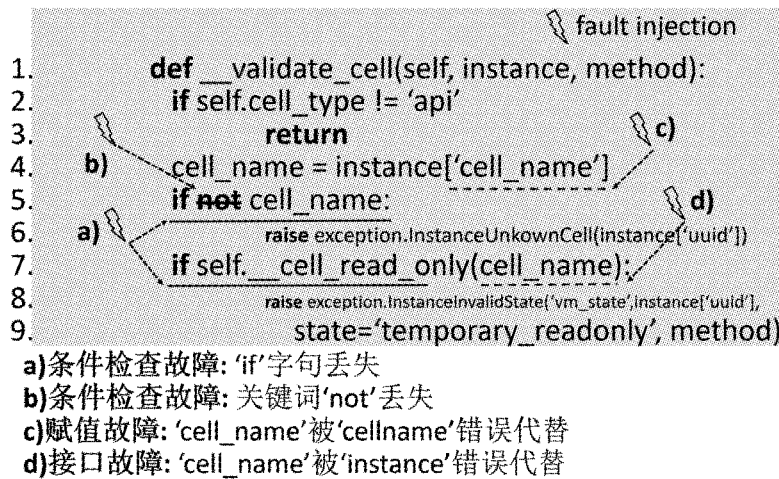 fault injection
1. def __validate_cell(self, instance, method):
2. if self.cell_type != ‘api’
3. return
4. cell_name = instance[‘cell_name’]
5. if not cell_name:
6. raise exception.InstanceUnkownCell(instance[‘uuid’])
7. if self.__cell_read_only(cell_name):
8. raise exception.InstanceInvalidState(‘vm_state’,instance[‘uuid’],
9. state=‘temporary_readonly’, method)
a)
b)
c)
d)
a)条件检查故障: ‘if’字句丢失
b)条件检查故障: 关键词‘not’丢失
c)赋值故障: ‘cell_name’被‘cellname’错误代替
d)接口故障: ‘cell_name’被‘instance’错误代替